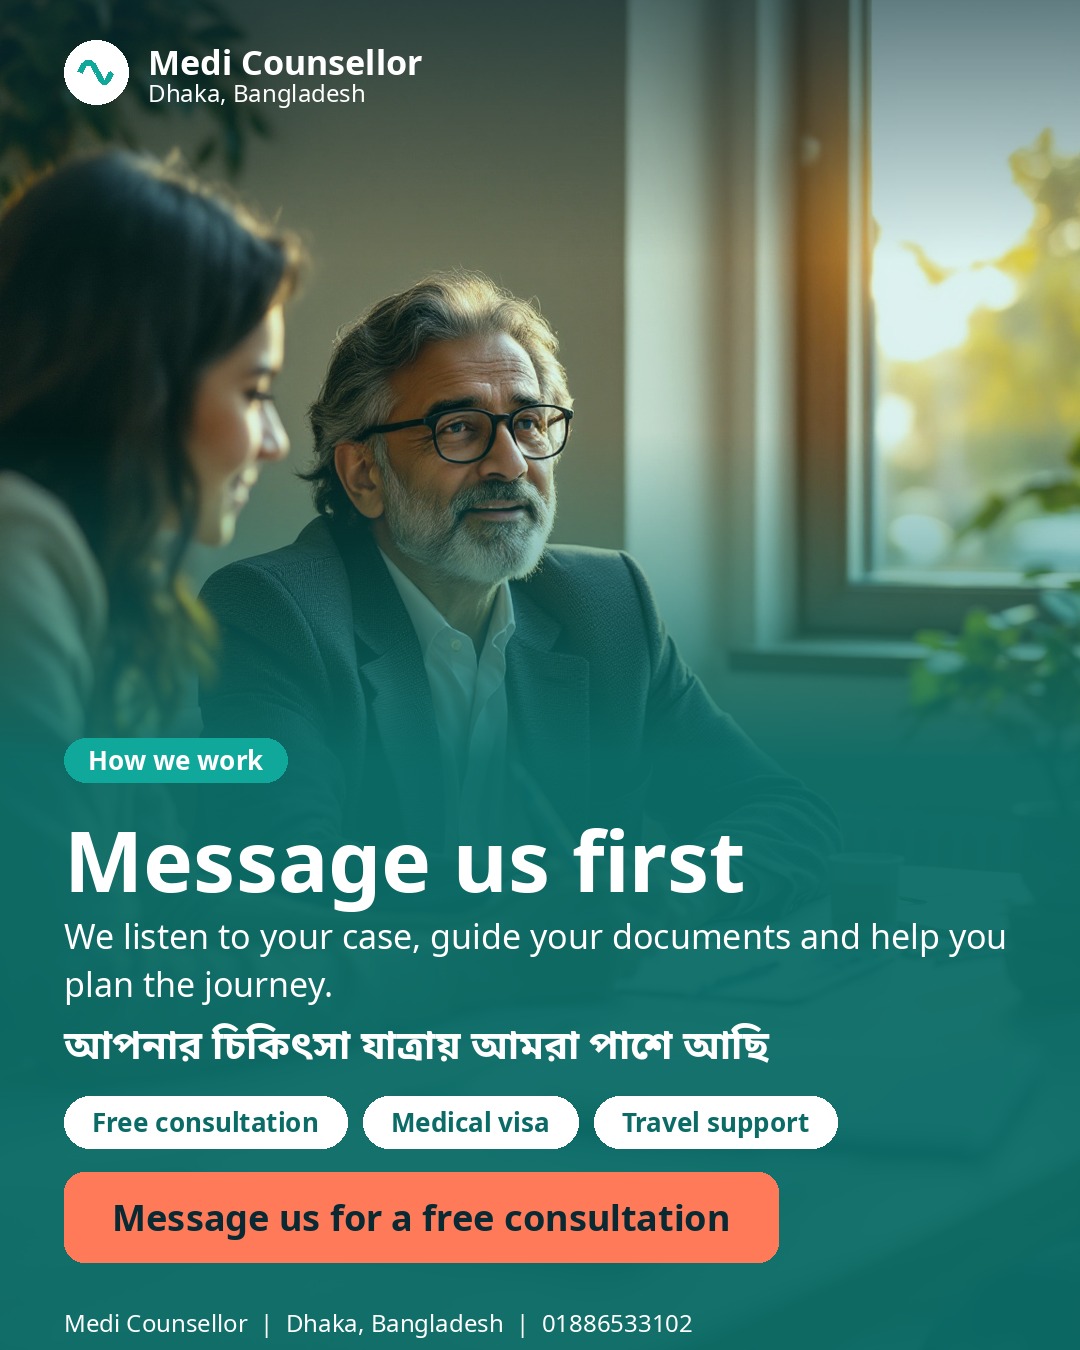 Medi Counsellor
Dhaka, Bangladesh
How we work
Message us first
We listen to your case, guide your documents and help you
plan the journey.
আপনার চিকিৎসা যাত্রায় আমরা পাশে আছি
Free consultation
Medical visa
Travel support
Message us for a free consultation
Medi Counsellor | Dhaka, Bangladesh | 01886533102